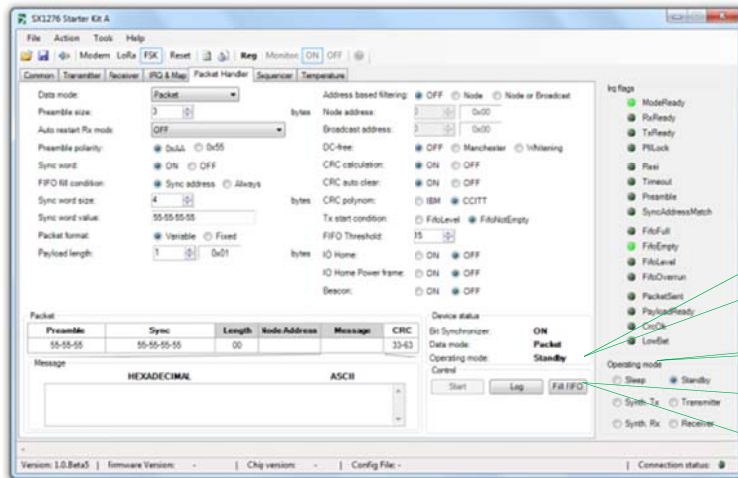 SX1276 Starter Kit A
File Action Tools Help
Modem LoRa FSK Reset Reg Monitor ON OFF
Common Transmitter Receiver IRQ & Map Packet Handler Sequencer Temperature
Data mode: Packet
Preamble size: 3 bytes
Auto restart Rx mode: OFF
Preamble polarity: 0xAA 0x55
Sync word: ON OFF
FIFO fill condition: Sync address Always
Sync word size: 4 bytes
Sync word value: 55-55-55-55
Packet format: Variable Fixed
Payload length: 1 0x01 bytes
Address based filtering: OFF Node Node or Broadcast
Node address: 0x00
Broadcast address: 0x00
DC-free: OFF Manchester Whitening
CRC calculation: ON OFF
CRC auto clear: ON OFF
CRC polynom: IBM CCITT
Tx start condition: FifoLevel FifoNotEmpty
FIFO Threshold: 15
IO Home: ON OFF
IO Home Power frame: ON OFF
Beacon: ON OFF
Irq flags
ModeReady
RxReady
TxReady
PllLock
Rssi
Timeout
Preamble
SyncAddressMatch
FifoFull
FifoEmpty
FifoLevel
FifoOverrun
PacketSent
PayloadReady
CrcOk
LowBat
Packet
Preamble Sync Length Node Address Message CRC
55-55-55 55-55-55-55 00 33-63
Message
HEXADECIMAL ASCII
Device status
Bit Synchronizer: ON
Data mode: Packet
Operating mode: Standby
Control
Start Log Fill FIFO
Operating mode
Sleep Standby
Synth. Tx Transmitter
Synth. Rx Receiver
-
Version: 1.0.Beta5 | firmware Version: - | Chip version: - | Config File: - | Connection status: